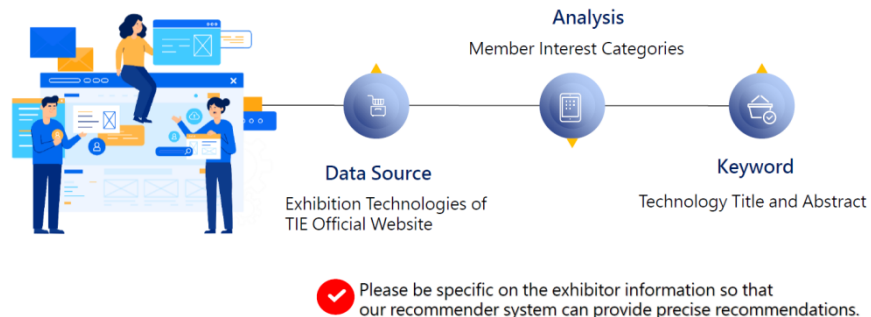 Analysis
Member Interest Categories
Data Source
Exhibition Technologies of
TIE Official Website
Keyword
Technology Title and Abstract
Please be specific on the exhibitor information so that
our recommender system can provide precise recommendations.